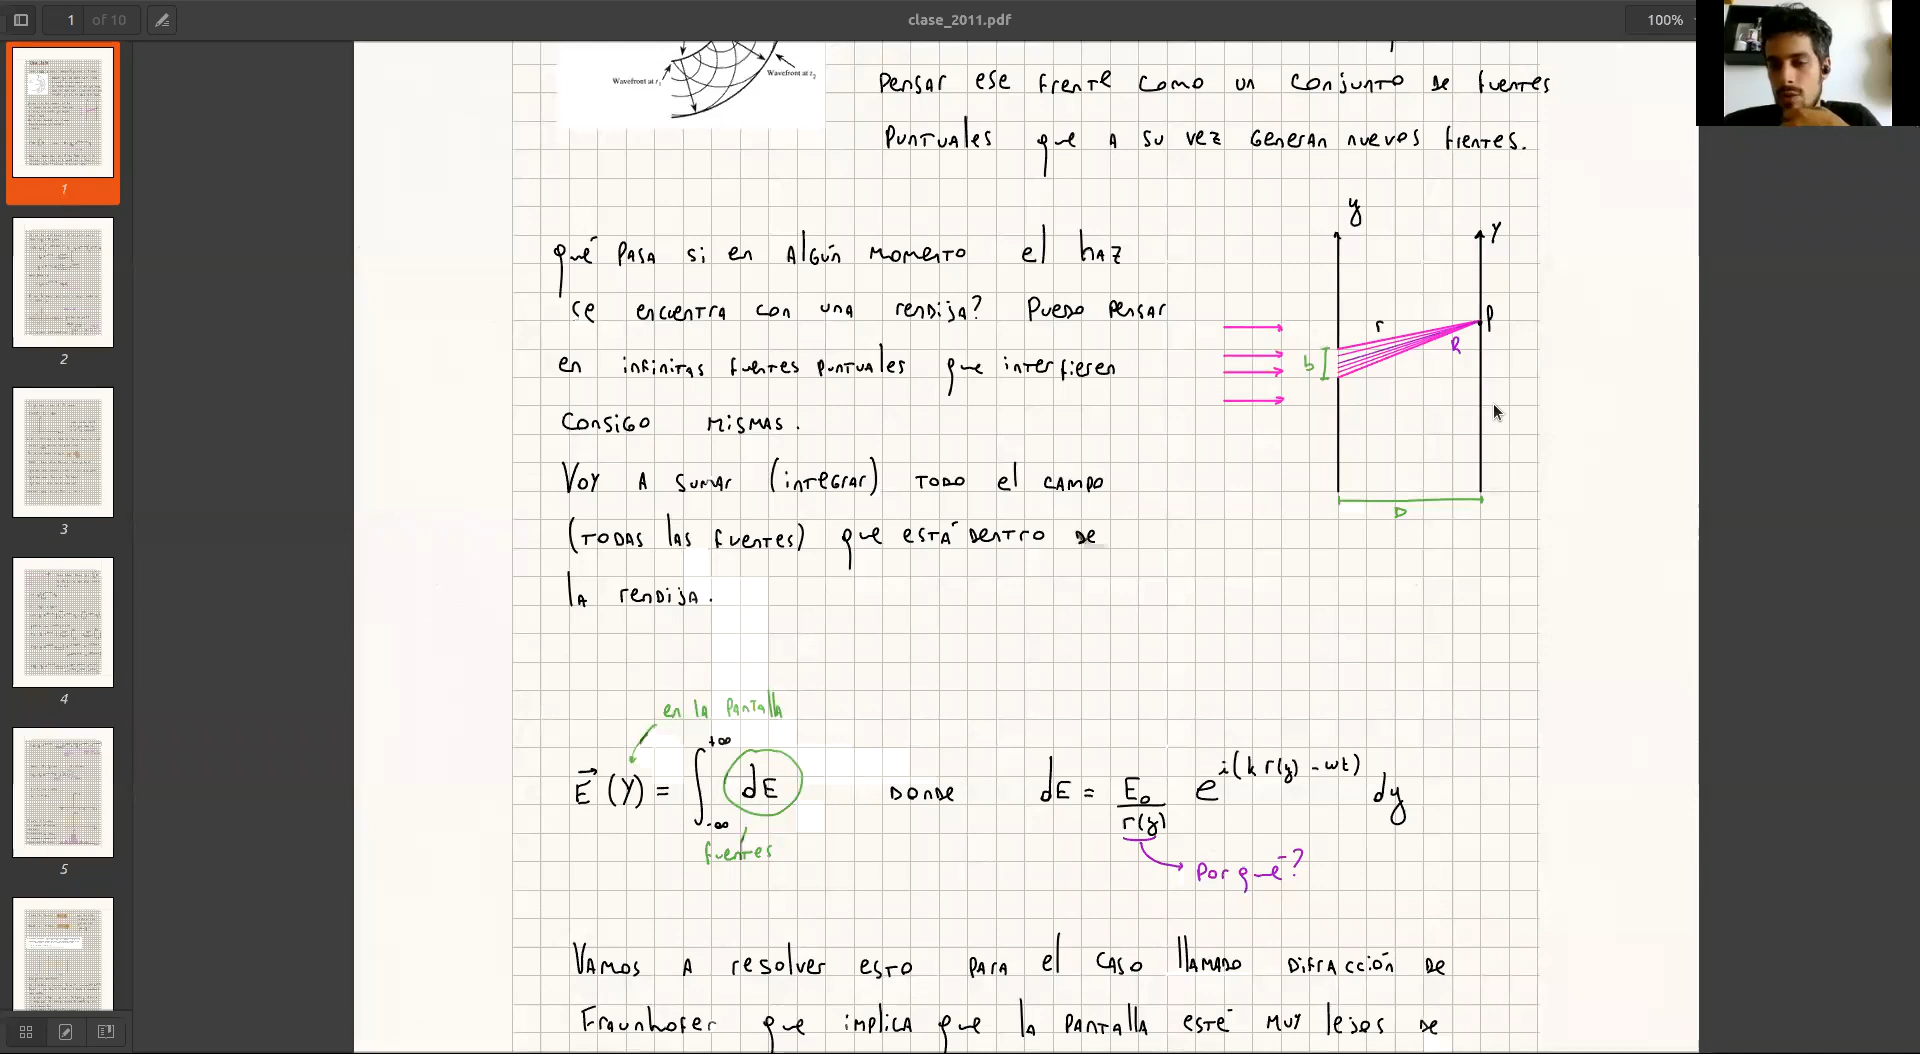 1 of 10
clase_2011.pdf
100%
Wavefront at t₁
Wavefront at t₂
Pensar ese frente como un conjunto de fuentes
puntuales que a su vez generan nuevos frentes.
qué pasa si en algún momento el haz
se encuentra con una rendija? Puedo pensar
en infinitas fuentes puntuales que interfieren
consigo mismas.
Voy a sumar (integrar) todo el campo
(todas las fuentes) que está dentro de
la rendija.
y
Y
r
P
R
b
D
en la pantalla
E⃗ (Y) = ∫_{-∞}^{+∞} dE donde dE = E₀/r(y) e^{i(k r(y) - wt)} dy
fuentes
Por qué?
Vamos a resolver esto para el caso llamado difracción de
Fraunhofer que implica que la pantalla esté muy lejos de
1
2
3
4
5